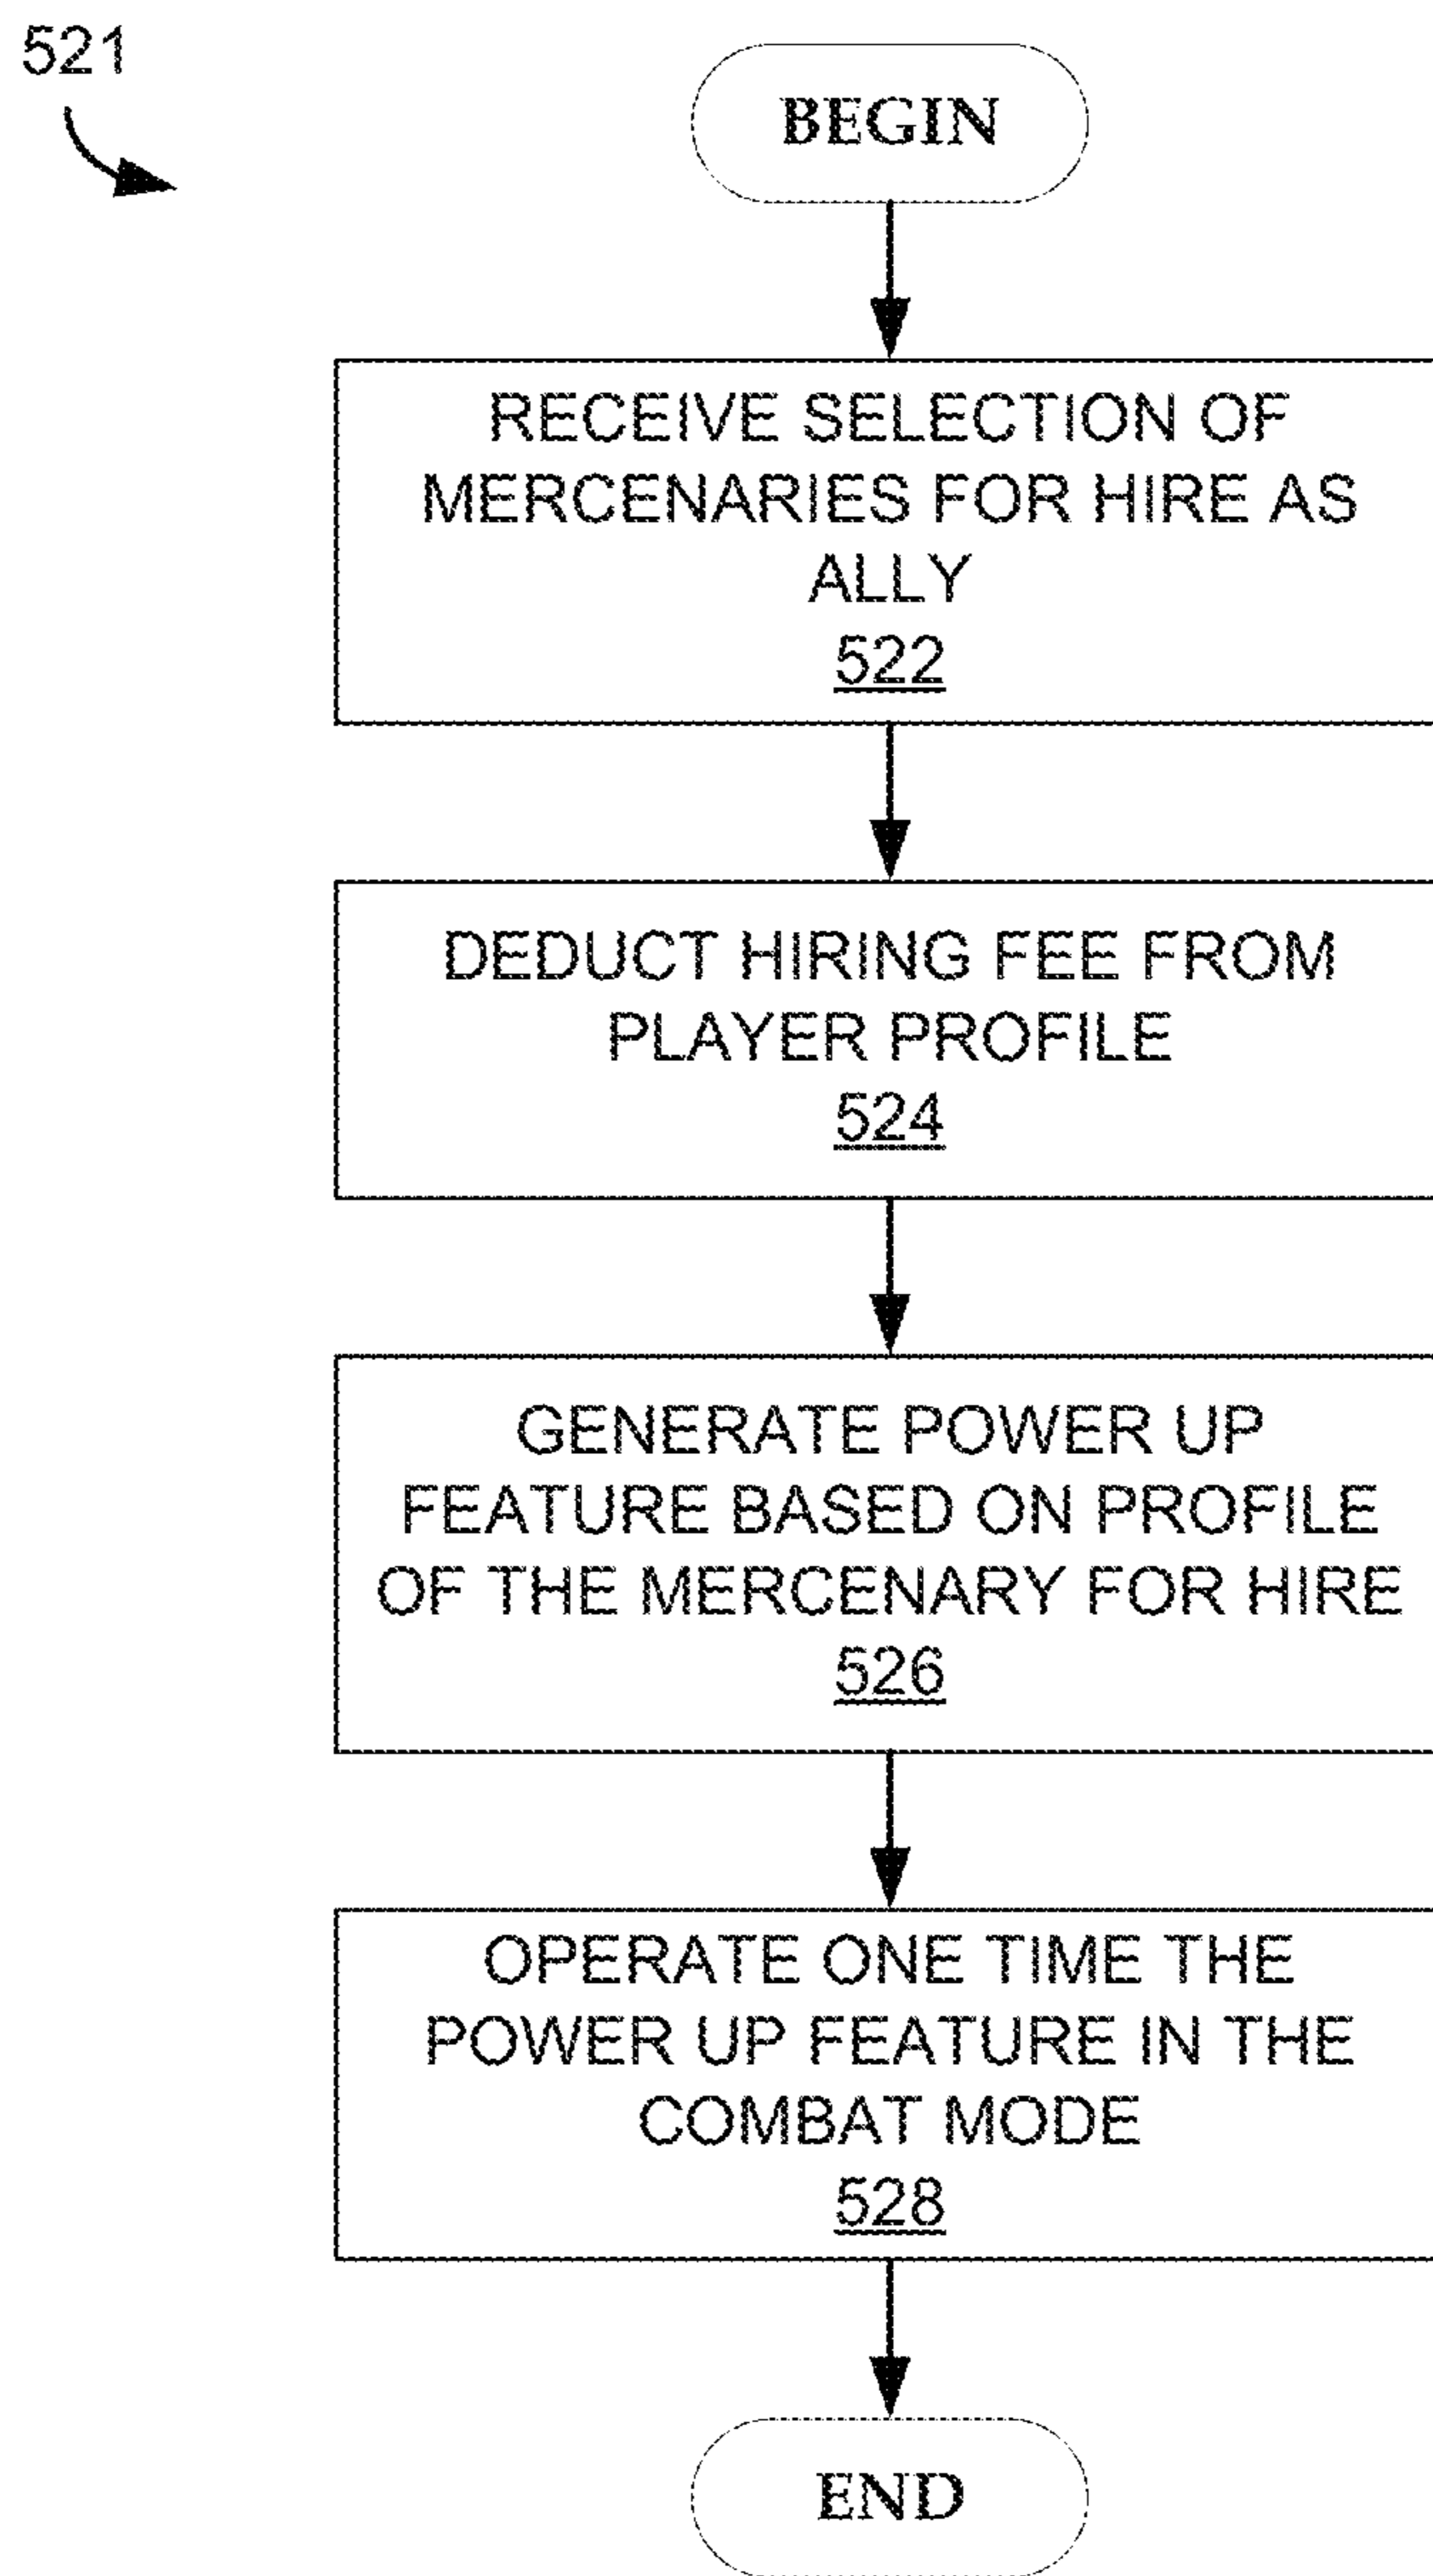 521
BEGIN
RECEIVE SELECTION OF
MERCENARIES FOR HIRE AS
ALLY
522
DEDUCT HIRING FEE FROM
PLAYER PROFILE
524
GENERATE POWER UP
FEATURE BASED ON PROFILE
OF THE MERCENARY FOR HIRE
526
OPERATE ONE TIME THE
POWER UP FEATURE IN THE
COMBAT MODE
528
END